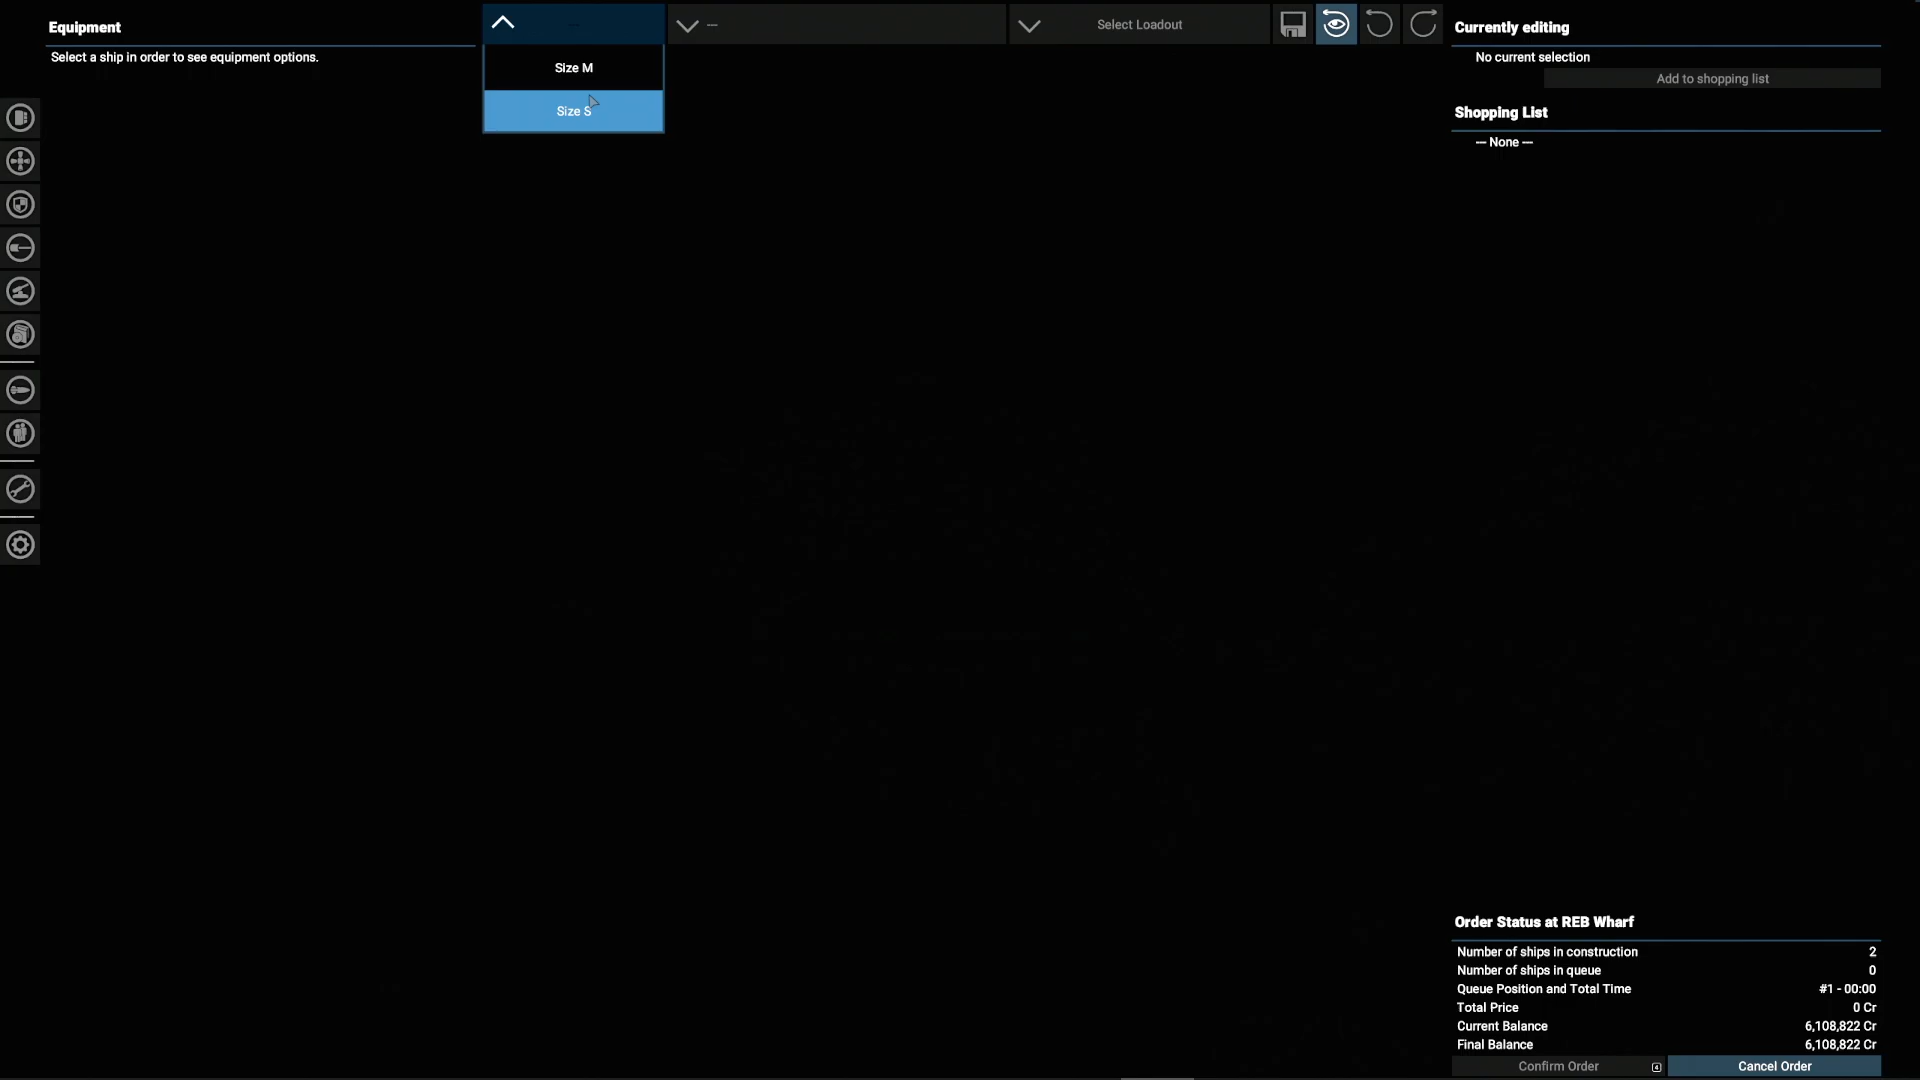 Equipment
Select a ship in order to see equipment options.
Size M
Size S
—
Select Loadout
Currently editing
No current selection
Add to shopping list
Shopping List
— None —
Order Status at REB Wharf
Number of ships in construction 2
Number of ships in queue 0
Queue Position and Total Time #1 - 00:00
Total Price 0 Cr
Current Balance 6,108,822 Cr
Final Balance 6,108,822 Cr
Confirm Order
Cancel Order